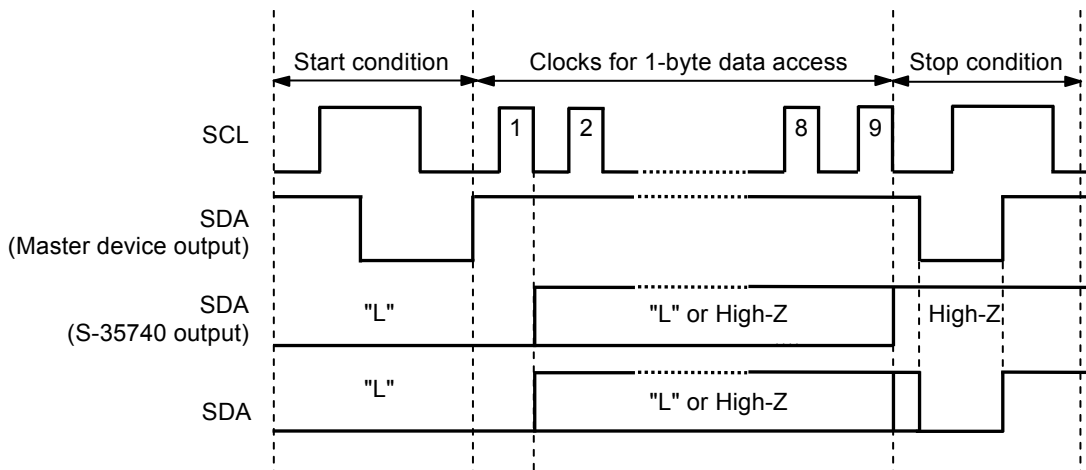 Start condition
Clocks for 1-byte data access
Stop condition
SCL
1
2
8
9
SDA
(Master device output)
SDA
(S-35740 output)
"L"
"L" or High-Z
High-Z
SDA
"L"
"L" or High-Z